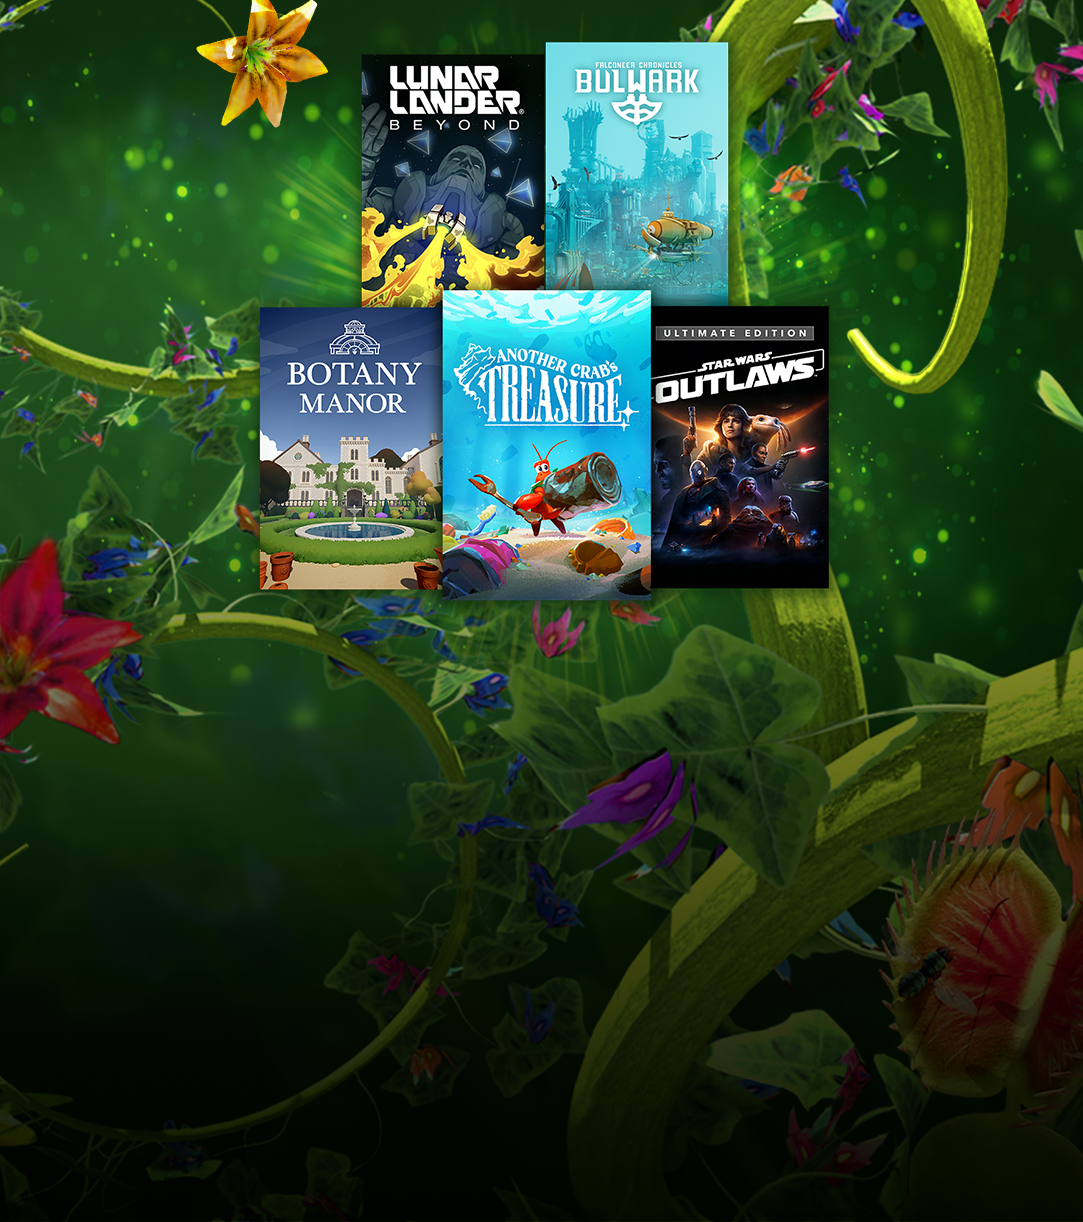 LUNAR
LANDER®
BEYOND
FALCONEER CHRONICLES
BULWARK
BOTANY
MANOR
ANOTHER CRAB'S
TREASURE
ULTIMATE EDITION
STAR WARS
OUTLAWS